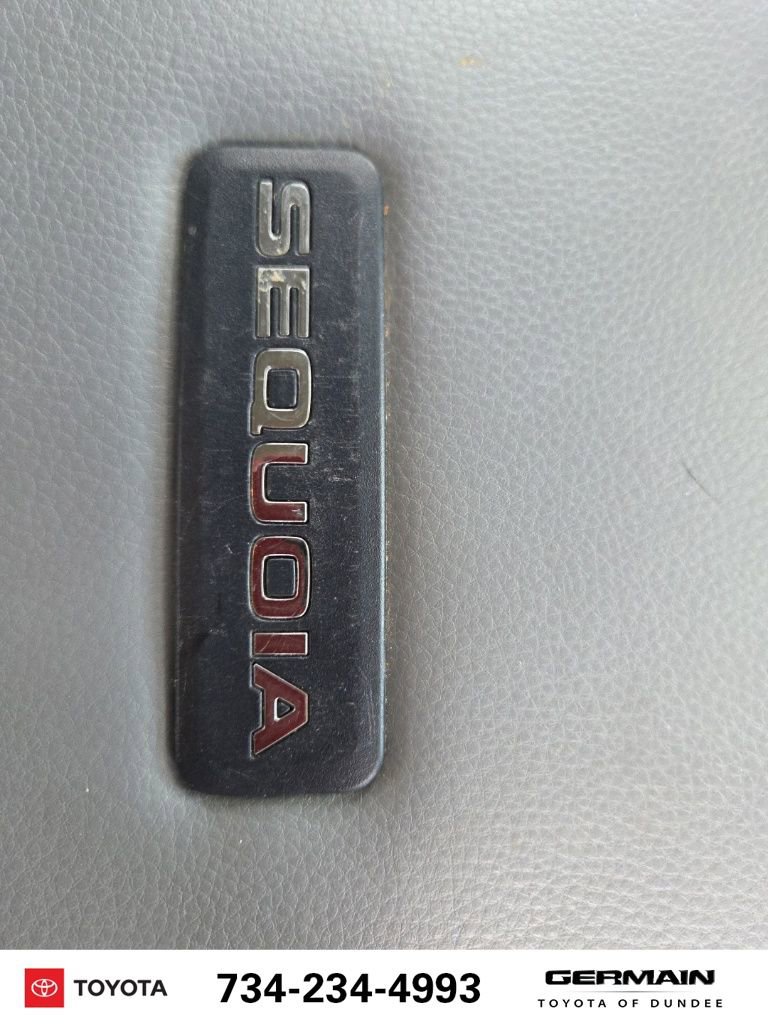 SEQUOIA
TOYOTA
734-234-4993
GERMAIN
TOYOTA OF DUNDEE